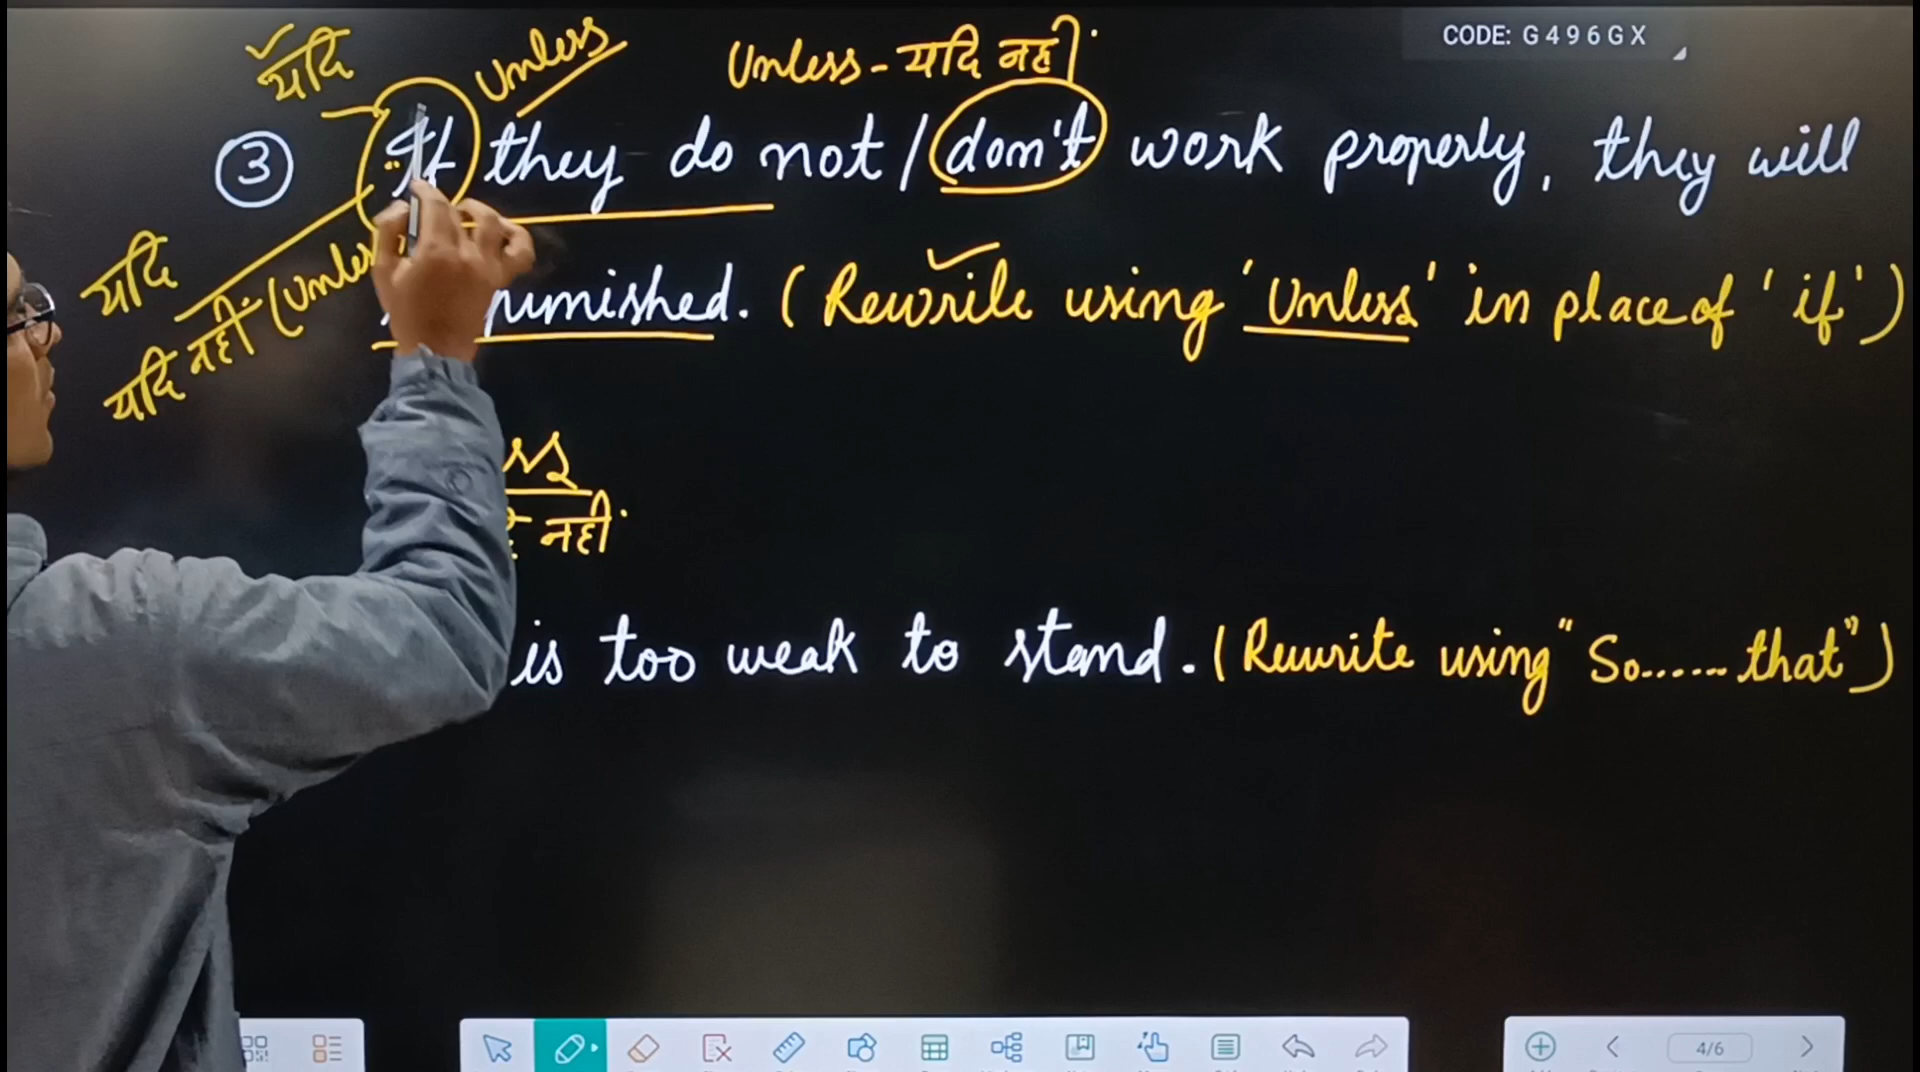 CODE: G496GX
यदि
unless
Unless - यदि नहीं
③ If they do not / don't work properly, they will
punished. (Rewrite using 'Unless' in place of 'if')
यदि
यदि नहीं (Unles
नहीं
is too weak to stand. (Rewrite using "So...... that")
4/6